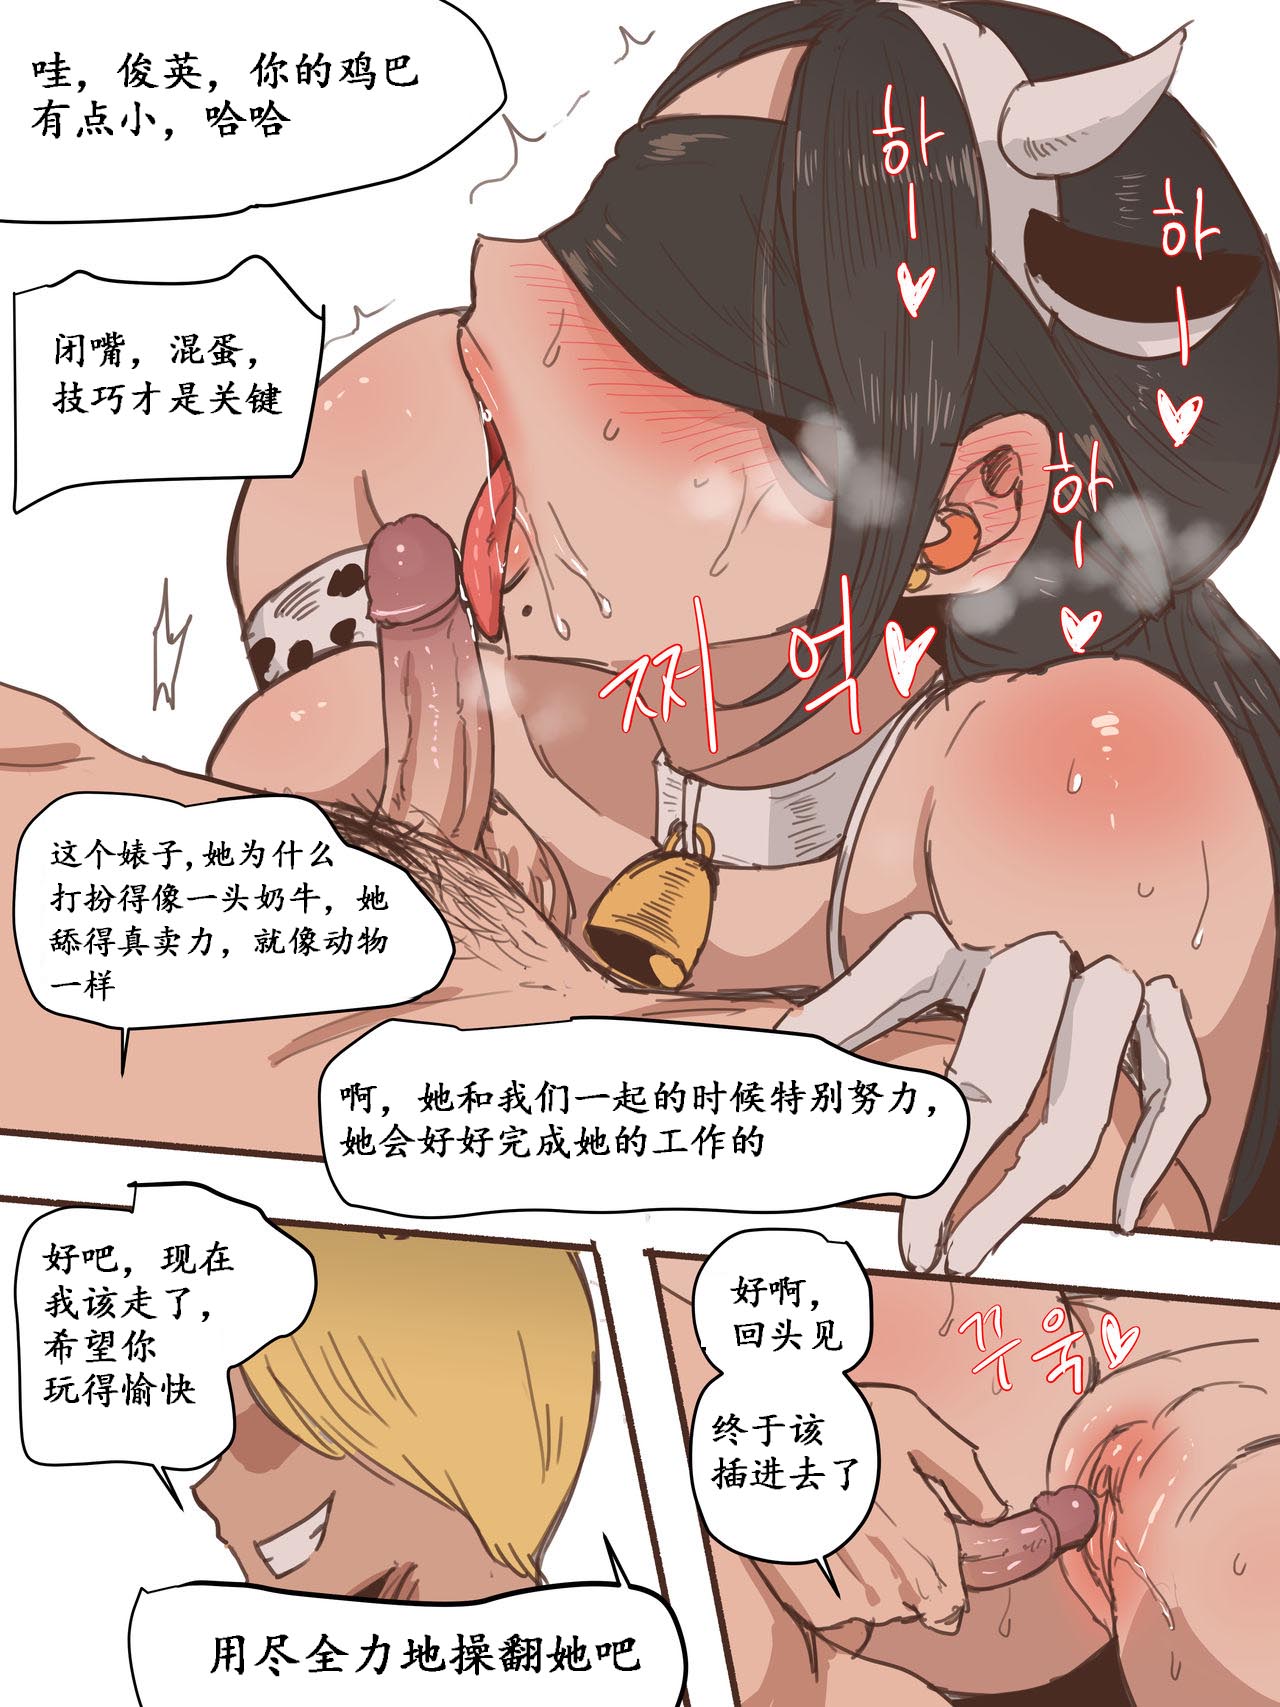 哇，俊英，你的鸡巴
有点小，哈哈
하ー♥
하ー♥
闭嘴，混蛋，
技巧才是关键
하ー♥
쩌억♥
这个婊子,她为什么
打扮得像一头奶牛，她
舔得真卖力，就像动物
一样
啊，她和我们一起的时候特别努力，
她会好好完成她的工作的
好吧，现在
我该走了，
希望你
玩得愉快
好啊，
回头见
꾸욱♥
终于该
插进去了
用尽全力地操翻她吧